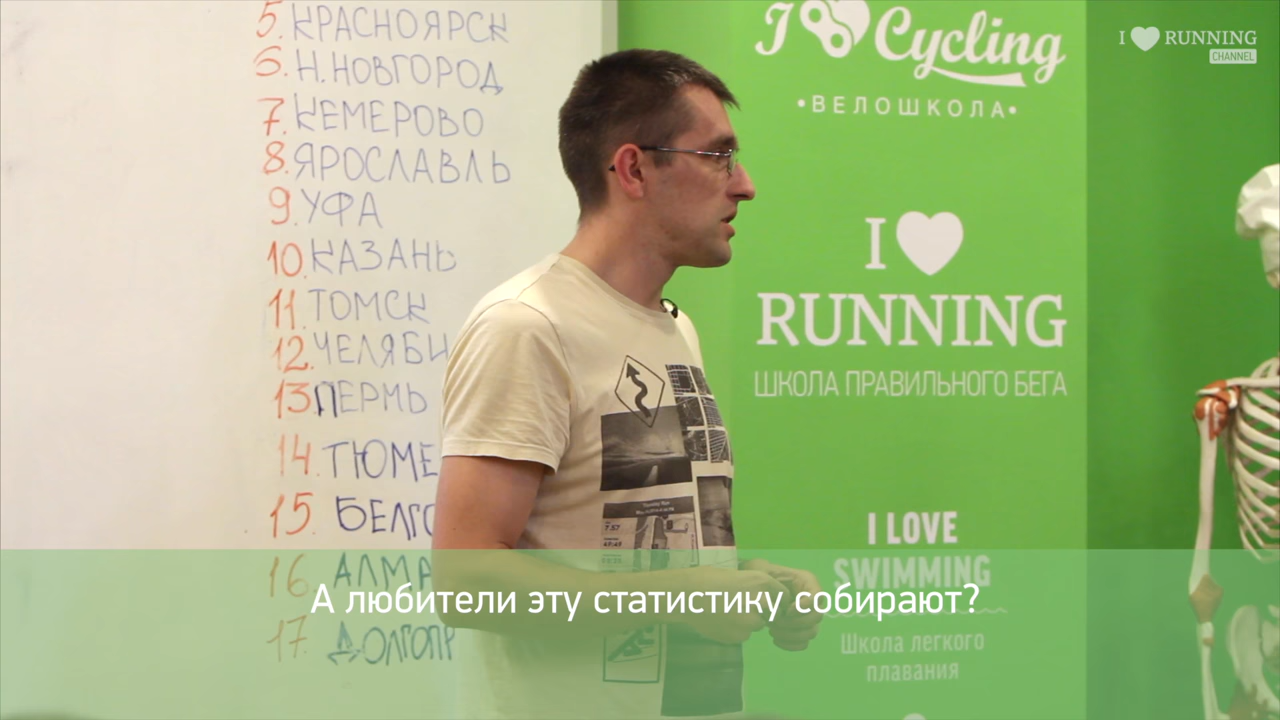 5. КРАСНОЯРСК
6. Н.НОВГОРОД
7. КЕМЕРОВО
8. ЯРОСЛАВЛЬ
9. УФА
10. КАЗАНЬ
11. ТОМСК
12. ЧЕЛЯБИ
13. ПЕРМЬ
14. ТЮМЕ
15. БЕЛГО
16. АЛМА
17. ДОЛГОПР
I Cycling
•ВЕЛОШКОЛА•
I RUNNING
CHANNEL
I
RUNNING
ШКОЛА ПРАВИЛЬНОГО БЕГА
I LOVE
SWIMMING
Школа легкого
плавания
А любители эту статистику собирают?